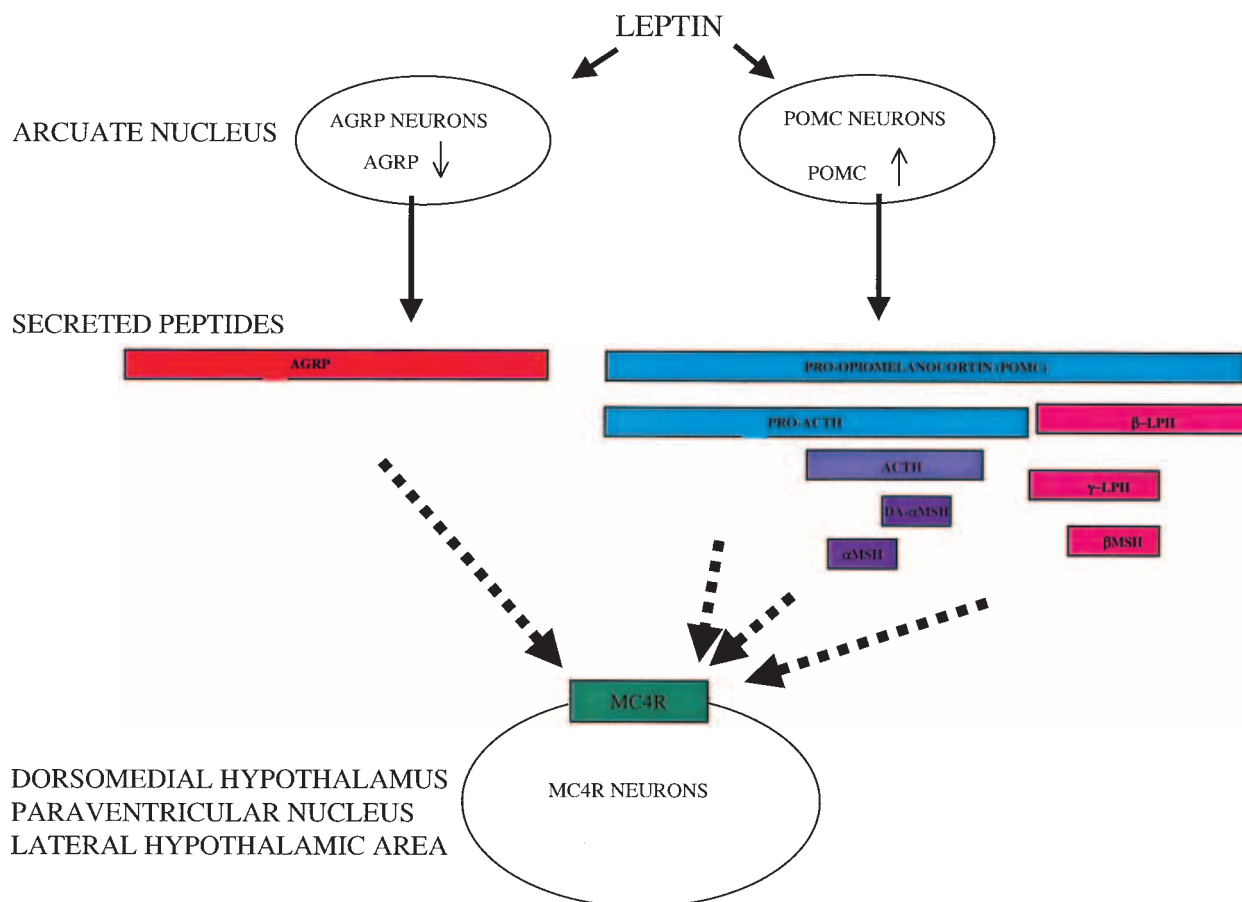 LEPTIN
ARCUATE NUCLEUS
AGRP NEURONS
AGRP
POMC NEURONS
POMC
SECRETED PEPTIDES
AGRP
PRO-OPIOMELANOCORTIN (POMC)
PRO-ACTH
β-LPH
ACTH
γ-LPH
DA-αMSH
βMSH
αMSH
MC4R
MC4R NEURONS
DORSOMEDIAL HYPOTHALAMUS
PARAVENTRICULAR NUCLEUS
LATERAL HYPOTHALAMIC AREA